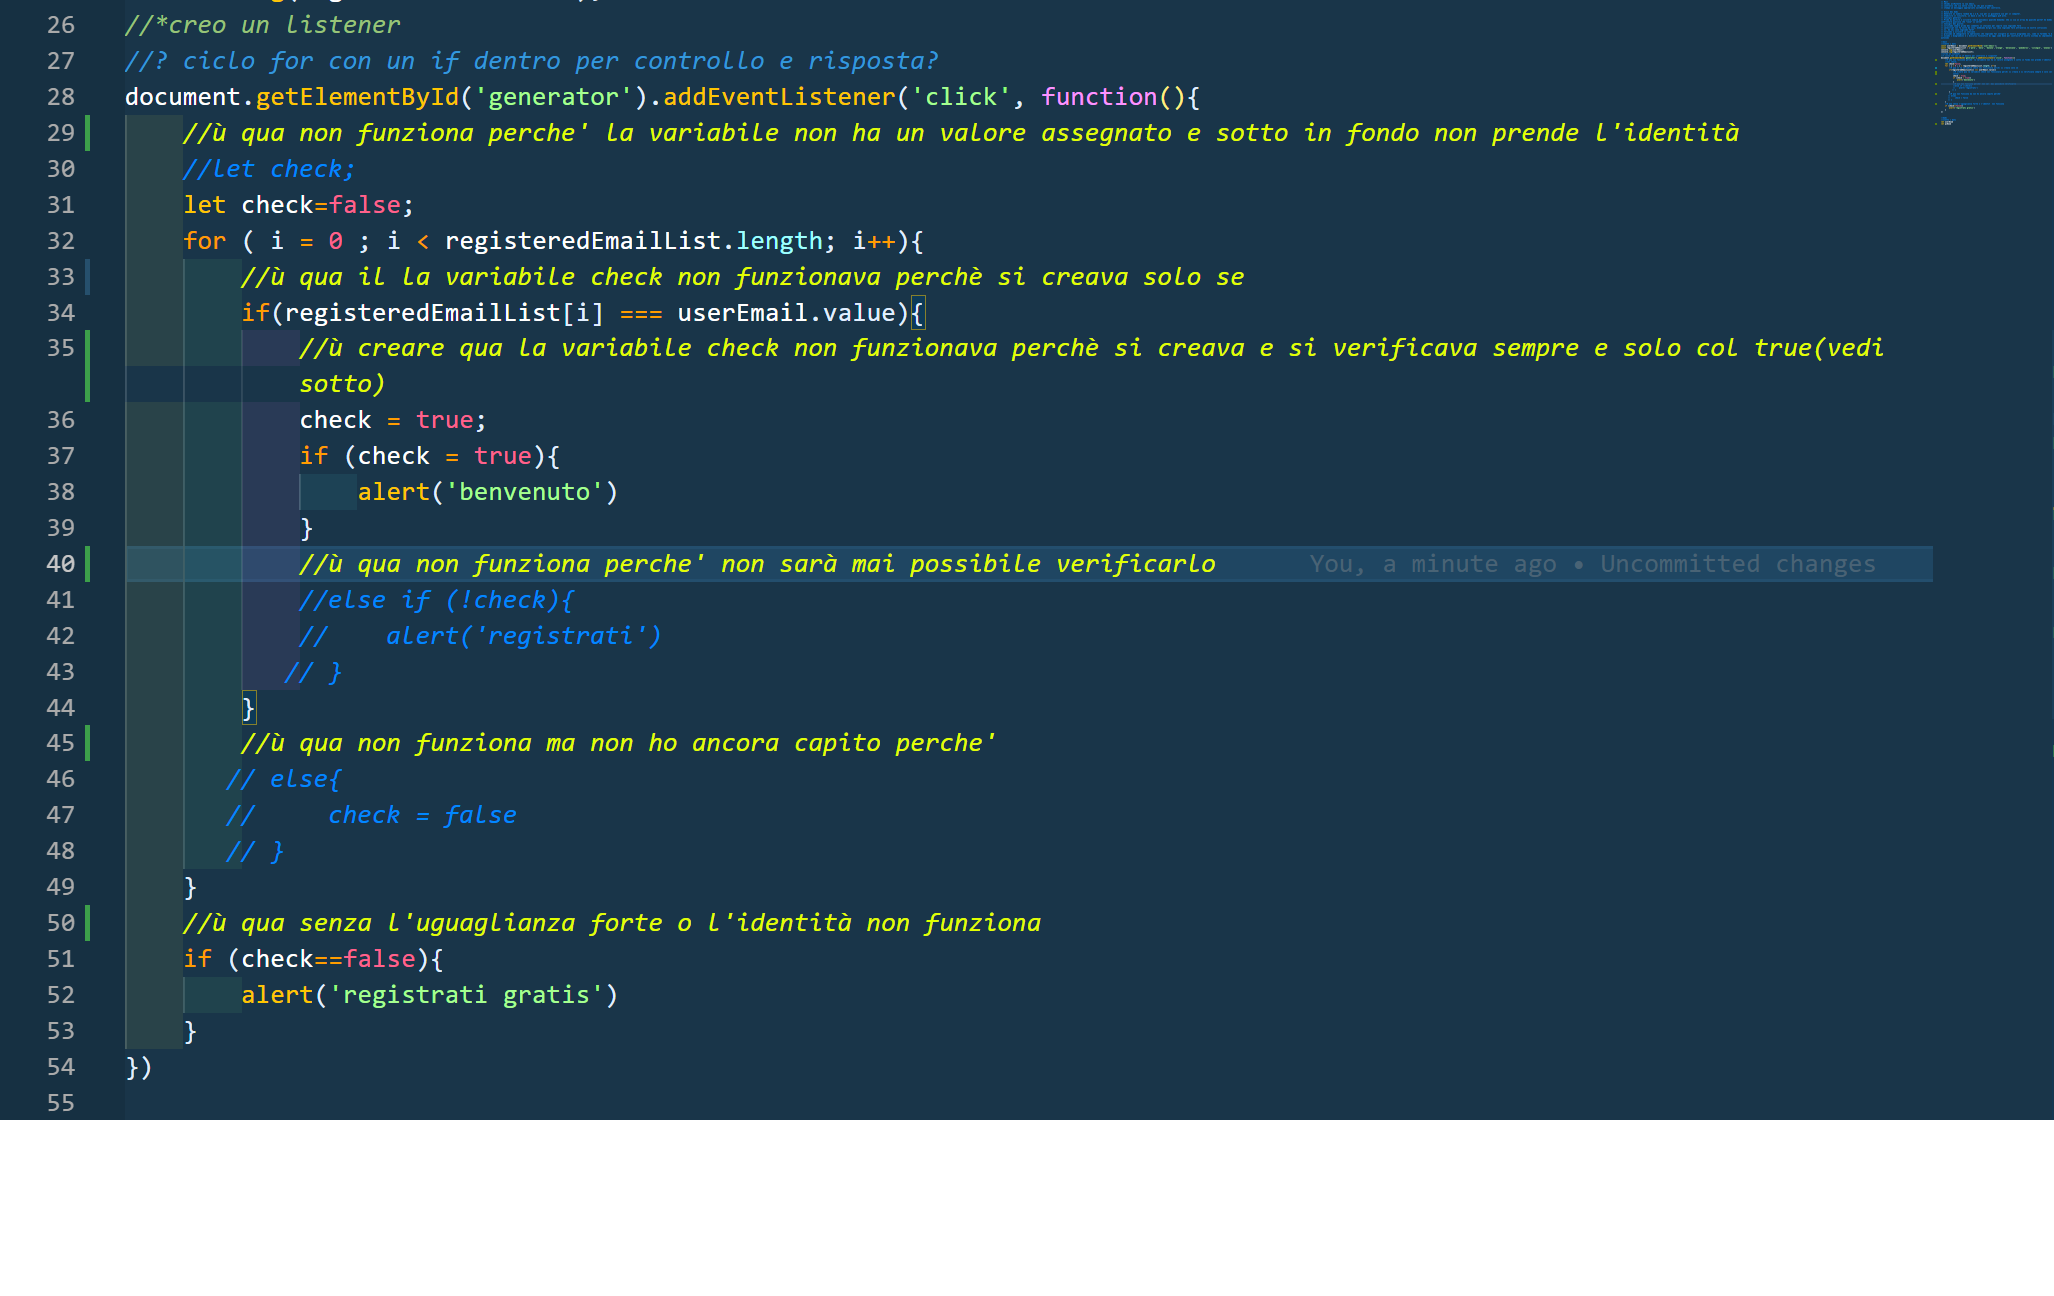 26 //*creo un listener
27 //? ciclo for con un if dentro per controllo e risposta?
28 document.getElementById('generator').addEventListener('click', function(){
29 //ù qua non funziona perche' la variabile non ha un valore assegnato e sotto in fondo non prende l'identità
30 //let check;
31 let check=false;
32 for ( i = 0 ; i < registeredEmailList.length; i++){
33 //ù qua il la variabile check non funzionava perchè si creava solo se
34 if(registeredEmailList[i] === userEmail.value){
35 //ù creare qua la variabile check non funzionava perchè si creava e si verificava sempre e solo col true(vedi
sotto)
36 check = true;
37 if (check = true){
38 alert('benvenuto')
39 }
40 //ù qua non funziona perche' non sarà mai possibile verificarlo You, a minute ago • Uncommitted changes
41 //else if (!check){
42 // alert('registrati')
43 // }
44 }
45 //ù qua non funziona ma non ho ancora capito perche'
46 // else{
47 // check = false
48 // }
49 }
50 //ù qua senza l'uguaglianza forte o l'identità non funziona
51 if (check==false){
52 alert('registrati gratis')
53 }
54 })
55